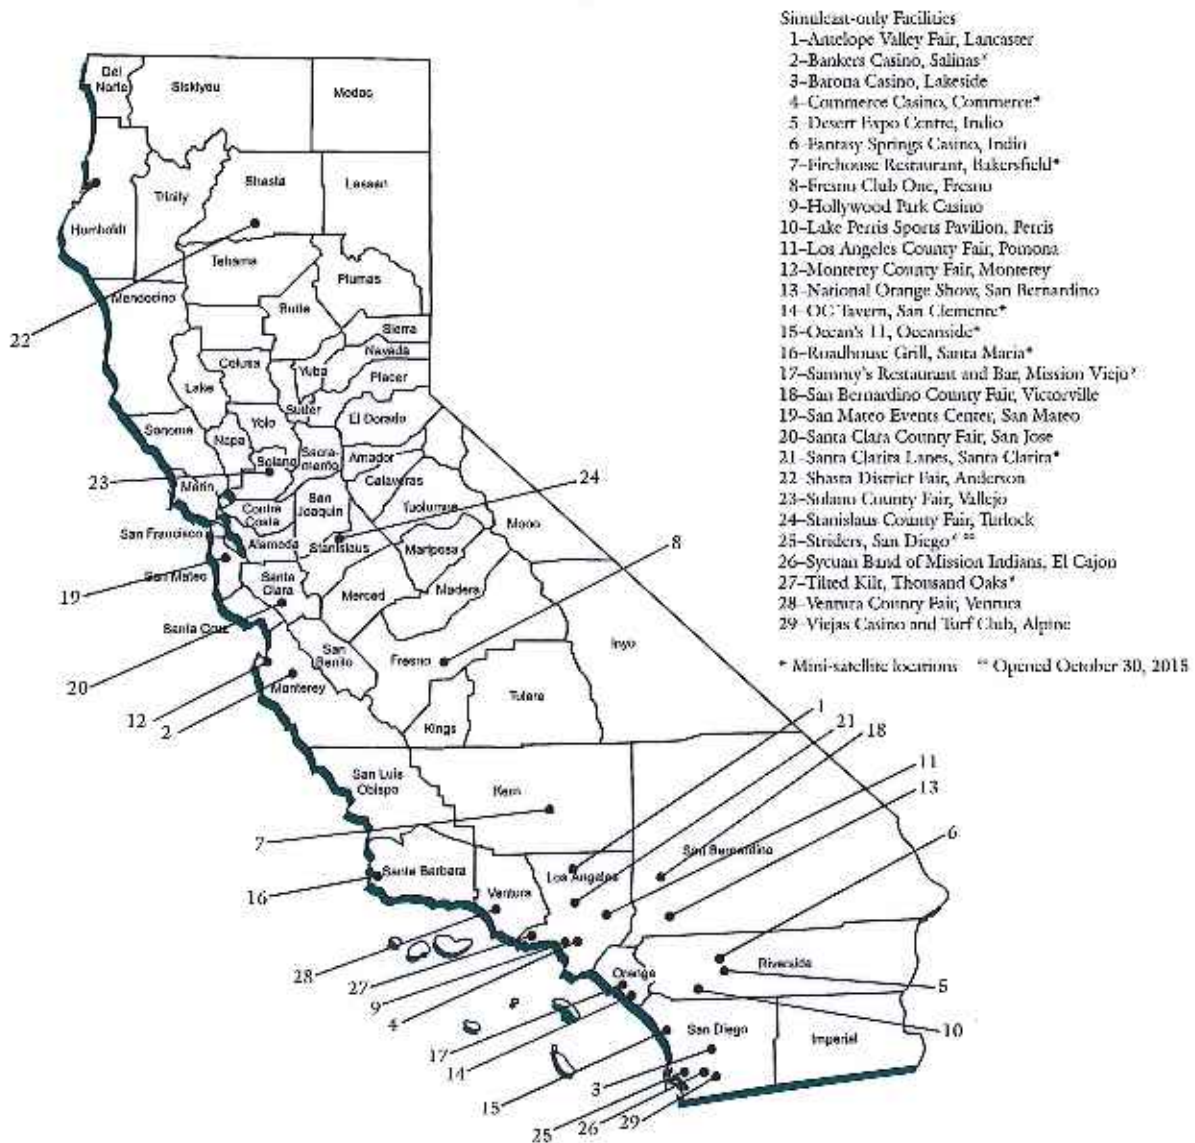 Simulcast-only Facilities
1–Antelope Valley Fair, Lancaster
2–Bankers Casino, Salinas*
3–Barona Casino, Lakeside
4–Commerce Casino, Commerce*
5–Desert Expo Centre, Indio
6–Fantasy Springs Casino, Indio
7–Firehouse Restaurant, Bakersfield*
8–Fresno Club One, Fresno
9–Hollywood Park Casino
10–Lake Perris Sports Pavilion, Perris
11–Los Angeles County Fair, Pomona
12–Monterey County Fair, Monterey
13–National Orange Show, San Bernardino
14–OC Tavern, San Clemente*
15–Ocean's 11, Oceanside*
16–Roadhouse Grill, Santa Maria*
17–Sammy's Restaurant and Bar, Mission Viejo*
18–San Bernardino County Fair, Victorville
19–San Mateo Events Center, San Mateo
20–Santa Clara County Fair, San Jose
21–Santa Clarita Lanes, Santa Clarita*
22–Shasta District Fair, Anderson
23–Solano County Fair, Vallejo
24–Stanislaus County Fair, Turlock
25–Striders, San Diego* **
26–Sycuan Band of Mission Indians, El Cajon
27–Tilted Kilt, Thousand Oaks*
28–Ventura County Fair, Ventura
29–Viejas Casino and Turf Club, Alpine
* Mini-satellite locations ** Opened October 30, 2015
Del
Norte
Siskiyou
Modoc
Humboldt
Trinity
Shasta
Lassen
Tehama
Plumas
Mendocino
Butte
22
Sierra
Nevada
Colusa
Yuba
Placer
Lake
Sutter
Sonoma
Yolo
El Dorado
Napa
Solano
Sacra-
mento
Amador
23
Marin
Calaveras
24
San
Joaquin
Contra
Costa
Tuolumne
Mono
San Francisco
Alameda
Stanislaus
Mariposa
8
San Mateo
Santa
Clara
19
Merced
Madera
Santa Cruz
San
Benito
Fresno
Inyo
20
Monterey
Tulare
12
2
Kings
1
21
18
San Luis
Obispo
Kern
11
13
7
San Bernardino
6
Santa Barbara
Los Angeles
16
Ventura
28
27
9
4
Orange
Riverside
5
17
14
San Diego
Imperial
10
15
3
25
26
29